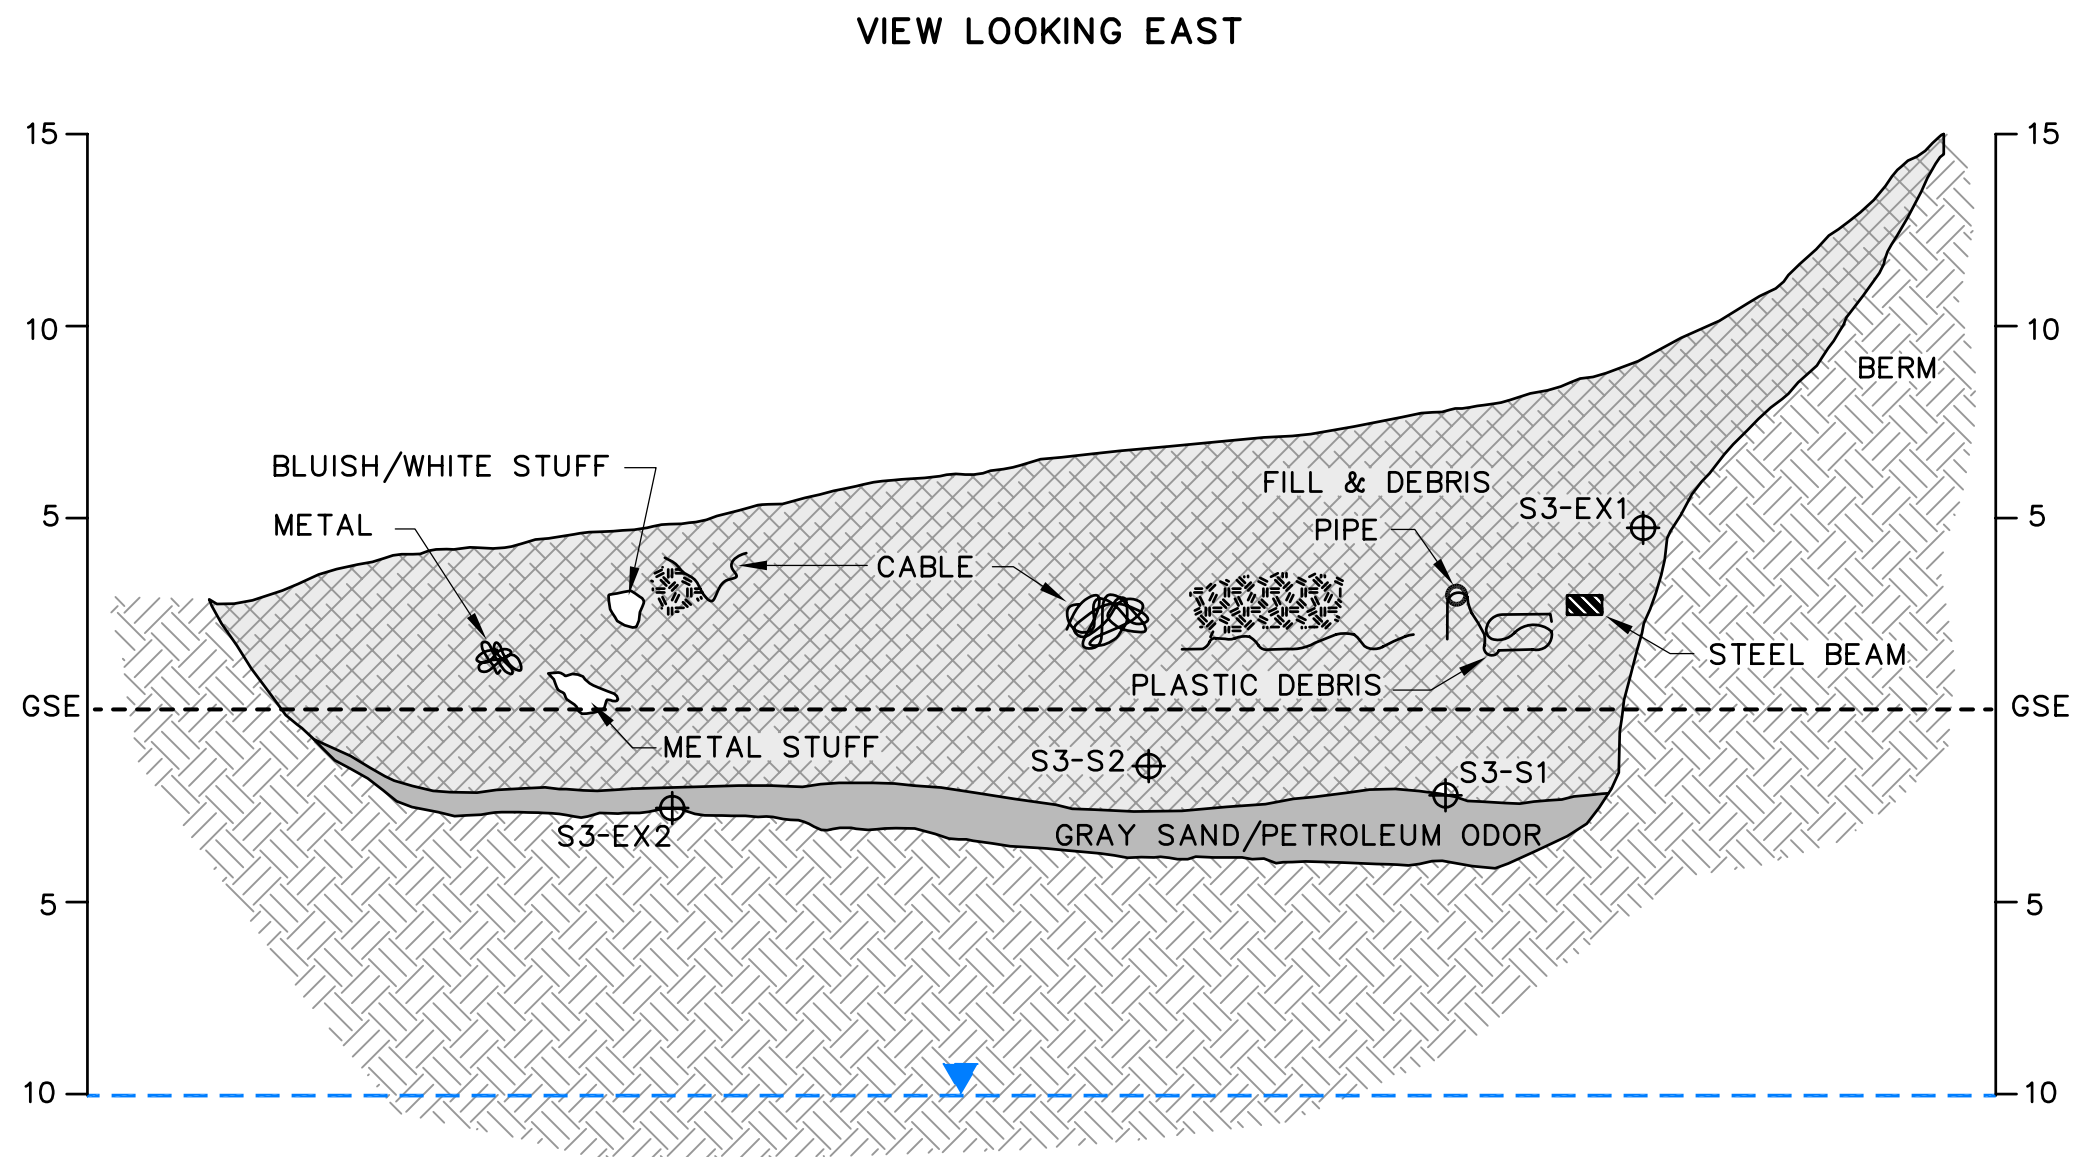 VIEW LOOKING EAST
15
15
10
10
BERM
BLUISH/WHITE STUFF
FILL & DEBRIS
S3-EX1
5
METAL
PIPE
5
CABLE
STEEL BEAM
PLASTIC DEBRIS
GSE
GSE
METAL STUFF
S3-S2
S3-S1
S3-EX2
GRAY SAND/PETROLEUM ODOR
5
5
10
10